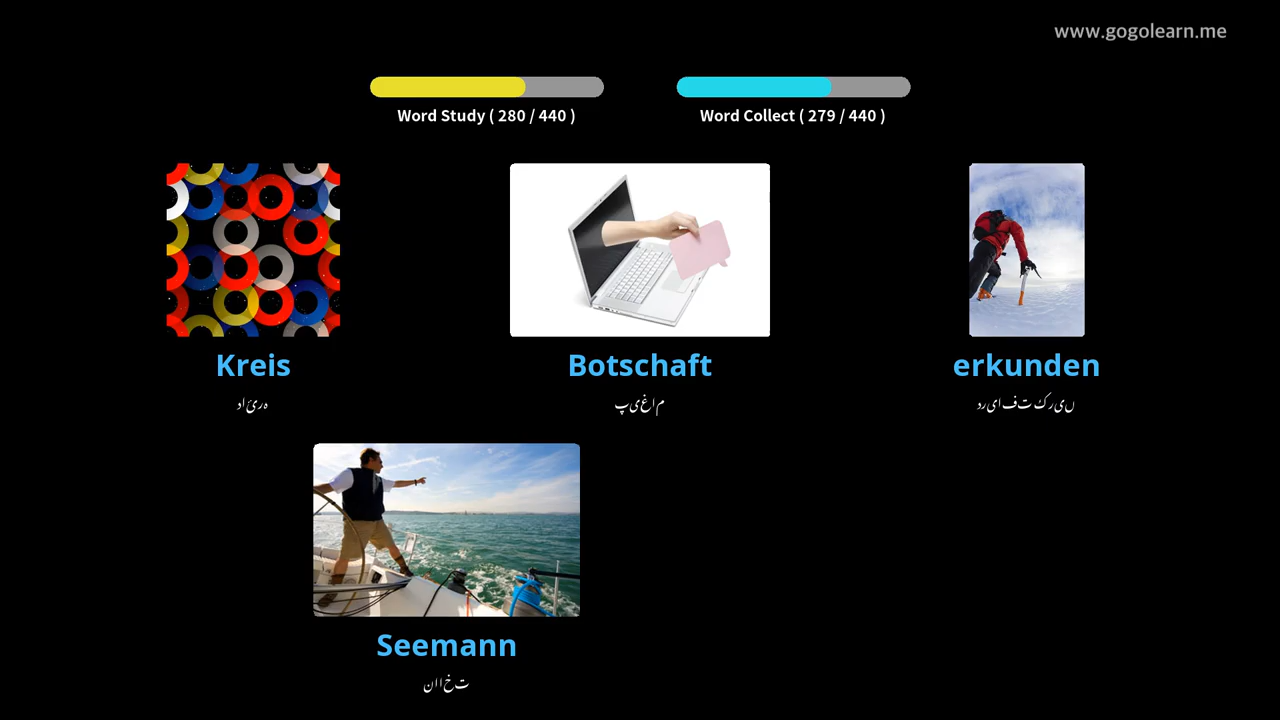 www.gogolearn.me
Word Study ( 280 / 440 )
Word Collect ( 279 / 440 )
Kreis
دائرہ
Botschaft
پیغام
erkunden
دریافت کریں
Seemann
نااخت